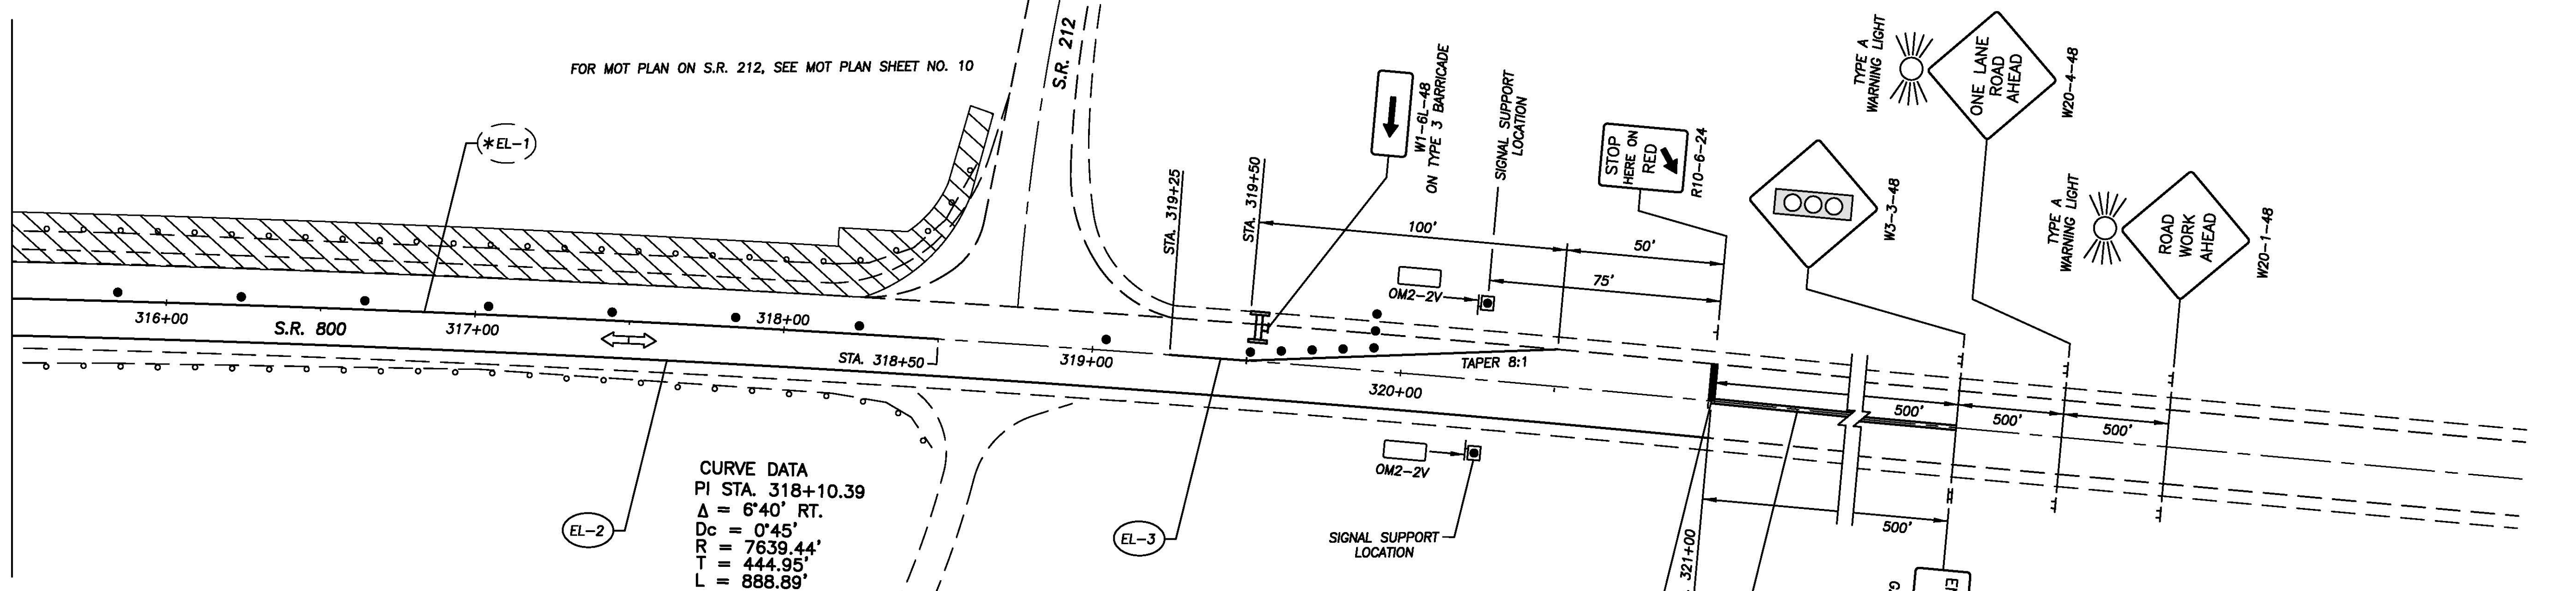 FOR MOT PLAN ON S.R. 212, SEE MOT PLAN SHEET NO. 10
S.R. 212
*EL-1
316+00
S.R. 800
317+00
318+00
STA. 318+50
319+00
STA. 319+25
STA. 319+50
W1-6L-48
ON TYPE 3 BARRICADE
SIGNAL SUPPORT
LOCATION
100'
50'
75'
OM2-2V
STOP
HERE ON
RED
R10-6-24
W3-3-48
TYPE A
WARNING LIGHT
ONE LANE
ROAD
AHEAD
W20-4-48
TYPE A
WARNING LIGHT
ROAD
WORK
AHEAD
W20-1-48
TAPER 8:1
320+00
500'
500'
500'
500'
OM2-2V
SIGNAL SUPPORT
LOCATION
321+00
EL-2
EL-3
CURVE DATA
PI STA. 318+10.39
Δ = 6°40' RT.
Dc = 0°45'
R = 7639.44'
T = 444.95'
L = 888.89'